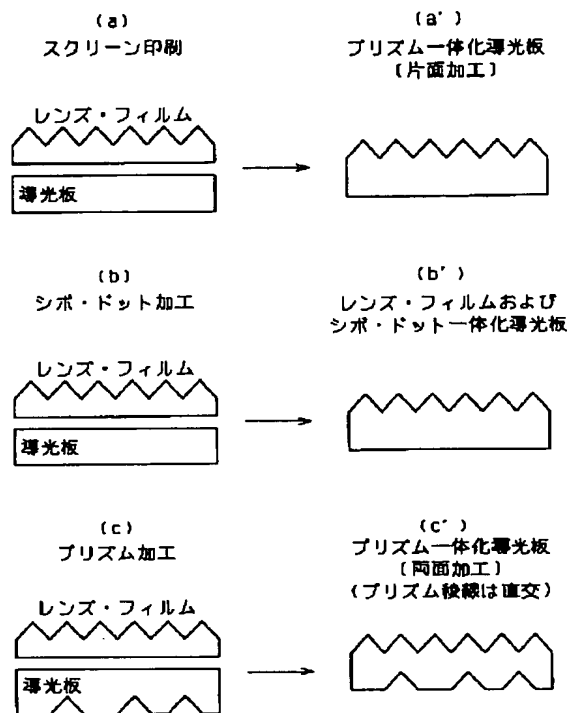 (a)
スクリーン印刷
レンズ・フィルム
導光板
(a')
プリズム一体化導光板
〔片面加工〕
(b)
シボ・ドット加工
レンズ・フィルム
導光板
(b')
レンズ・フィルムおよび
シボ・ドット一体化導光板
(c)
プリズム加工
レンズ・フィルム
導光板
(c')
プリズム一体化導光板
〔両面加工〕
(プリズム稜線は直交)